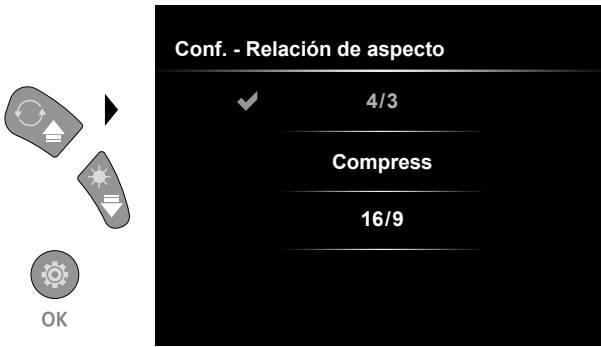 Conf. - Relación de aspecto
4/3
Compress
16/9
OK